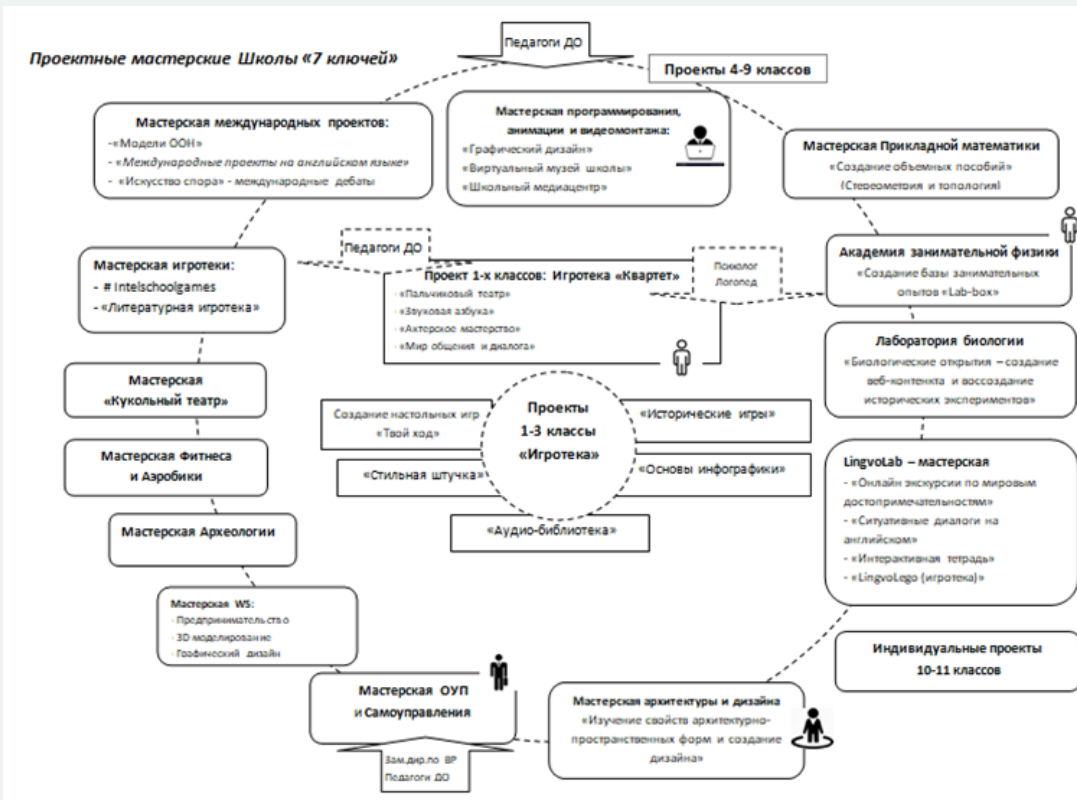 Проектные мастерские Школы «7 ключей»
Педагоги ДО
Проекты 4-9 классов
Мастерская международных проектов:
-«Модели ООН»
- «Международные проекты на английском языке»
- «Искусство спора» - международные дебаты
Мастерская программирования,
анимации и видеомонтажа:
«Графический дизайн»
«Виртуальный музей школы»
«Школьный медиацентр»
Мастерская Прикладной математики
«Создание объемных пособий»
(Стереометрия и топология)
Мастерская игротеки:
- # Intelschoolgames
- «Литературная игротека»
Педагоги ДО
Проект 1-х классов: Игротека «Квартет»
- «Пальчиковый театр»
- «Звуковая азбука»
- «Актерское мастерство»
- «Мир общения и диалога»
Психолог
Логопед
Академия занимательной физики
«Создание базы занимательных
опытов «Lab-box»
Лаборатория биологии
«Биологические открытия – создание
веб-контенкта и воссоздание
исторических экспериментов»
Мастерская
«Кукольный театр»
Создание настольных игр
«Твой ход»
Проекты
1-3 классы
«Игротека»
«Исторические игры»
«Стильная штучка»
«Основы инфографики»
«Аудио-библиотека»
Мастерская Фитнеса
и Аэробики
LingvoLab – мастерская
- «Онлайн экскурсии по мировым
достопримечательностям»
- «Ситуативные диалоги на
английском»
- «Интерактивная тетрадь»
- «LingvoLego (игротека)»
Мастерская Археологии
Мастерская WS:
- Предпринимательство
- 3D моделирование
- Графический дизайн
Индивидуальные проекты
10-11 классов
Мастерская ОУП
и Самоуправления
Зам.дир.по ВР
Педагоги ДО
Мастерская архитектуры и дизайна
«Изучение свойств архитектурно-
пространственных форм и создание
дизайна»